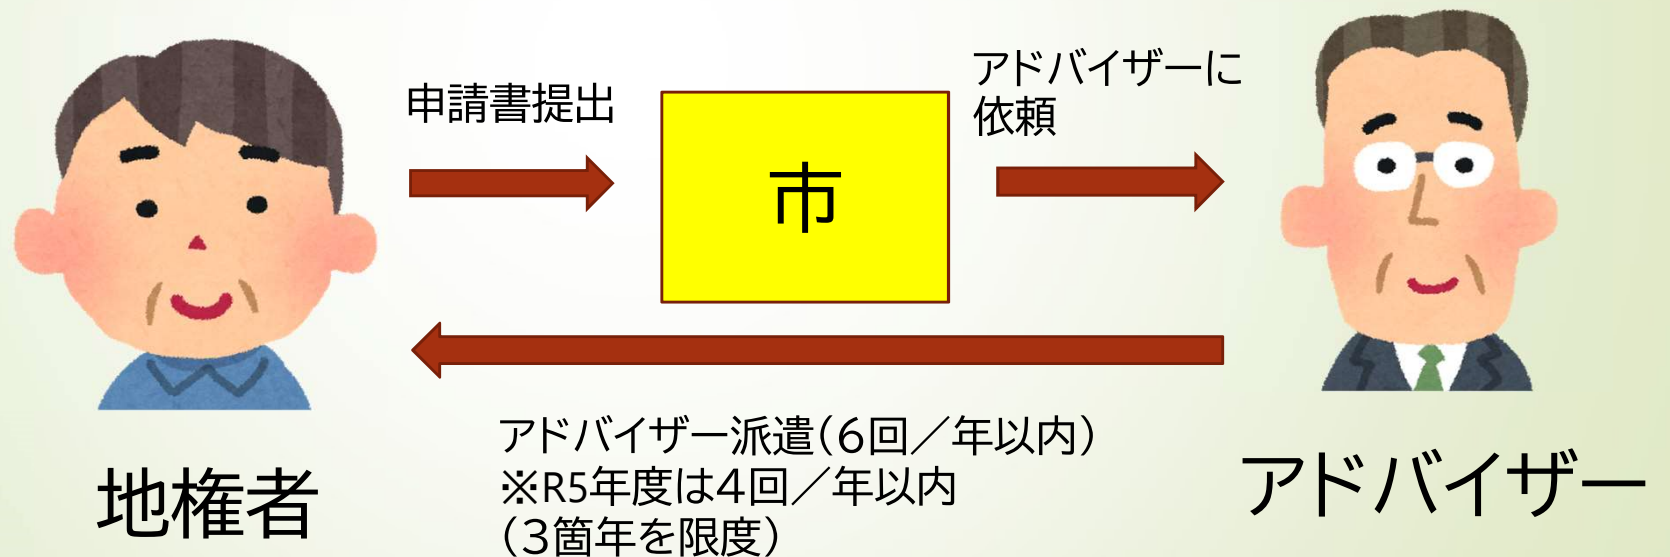 申請書提出
アドバイザーに
依頼
市
アドバイザー派遣(6回／年以内)
※R5年度は4回／年以内
(3箇年を限度)
地権者
アドバイザー